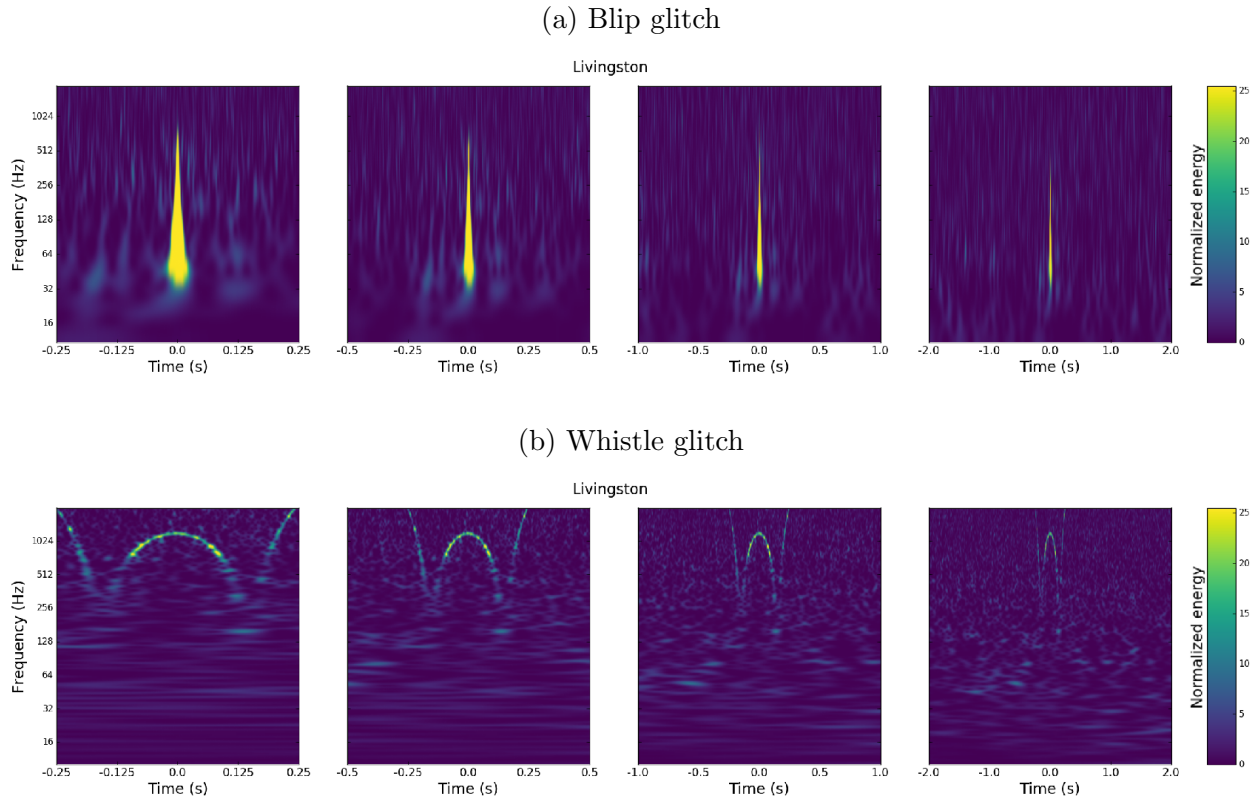 (a) Blip glitch
Livingston
Frequency (Hz)
1024
512
256
128
64
32
16
-0.25 -0.125 0.0 0.125 0.25
Time (s)
-0.5 -0.25 0.0 0.25 0.5
Time (s)
-1.0 -0.5 0.0 0.5 1.0
Time (s)
-2.0 -1.0 0.0 1.0 2.0
Time (s)
25
20
15
10
5
0
Normalized energy
(b) Whistle glitch
Livingston
Frequency (Hz)
1024
512
256
128
64
32
16
-0.25 -0.125 0.0 0.125 0.25
Time (s)
-0.5 -0.25 0.0 0.25 0.5
Time (s)
-1.0 -0.5 0.0 0.5 1.0
Time (s)
-2.0 -1.0 0.0 1.0 2.0
Time (s)
25
20
15
10
5
0
Normalized energy